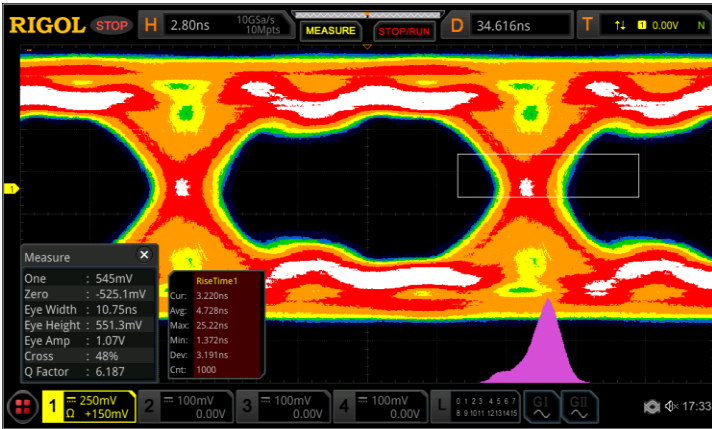 RIGOL STOP H 2.80ns 10GSa/s 10Mpts MEASURE STOP/RUN D 34.616ns T 1 0.00V N
1
Measure
One : 545mV
Zero : -525.1mV
Eye Width : 10.75ns
Eye Height : 551.3mV
Eye Amp : 1.07V
Cross : 48%
Q Factor : 6.187
RiseTime1
Cur: 3.220ns
Avg: 4.728ns
Max: 25.22ns
Min: 1.372ns
Dev: 3.191ns
Cnt: 1000
1 250mV Ω +150mV
2 100mV 0.00V
3 100mV 0.00V
4 100mV 0.00V
L 0 1 2 3 4 5 6 7
8 9 10 11 12 13 14 15
GI GII
17:33